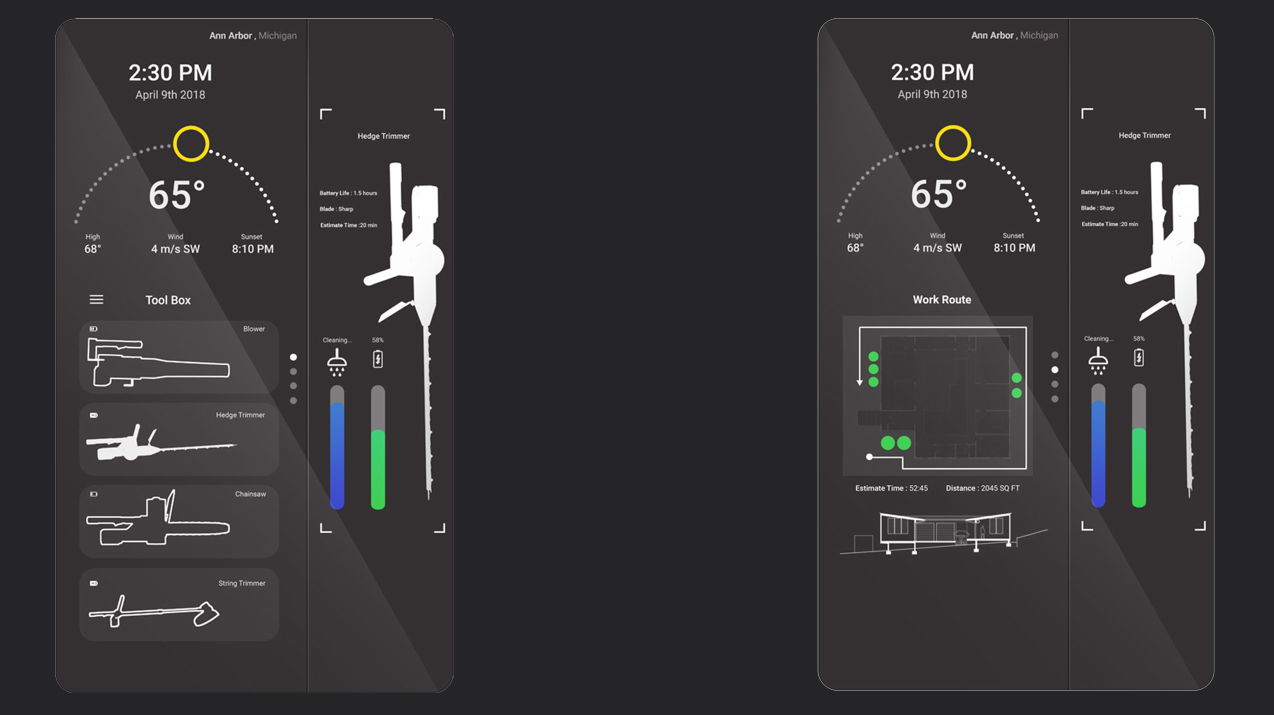 Ann Arbor , Michigan
2:30 PM
April 9th 2018
65°
High
68°
Wind
4 m/s SW
Sunset
8:10 PM
Tool Box
Blower
Hedge Trimmer
Chainsaw
String Trimmer
Hedge Trimmer
Battery Life : 1.5 hours
Blade : Sharp
Estimate Time :20 min
Cleaning...
58%
Ann Arbor , Michigan
2:30 PM
April 9th 2018
65°
High
68°
Wind
4 m/s SW
Sunset
8:10 PM
Work Route
Estimate Time : 52:45
Distance : 2045 SQ FT
Hedge Trimmer
Battery Life : 1.5 hours
Blade : Sharp
Estimate Time :20 min
Cleaning...
58%